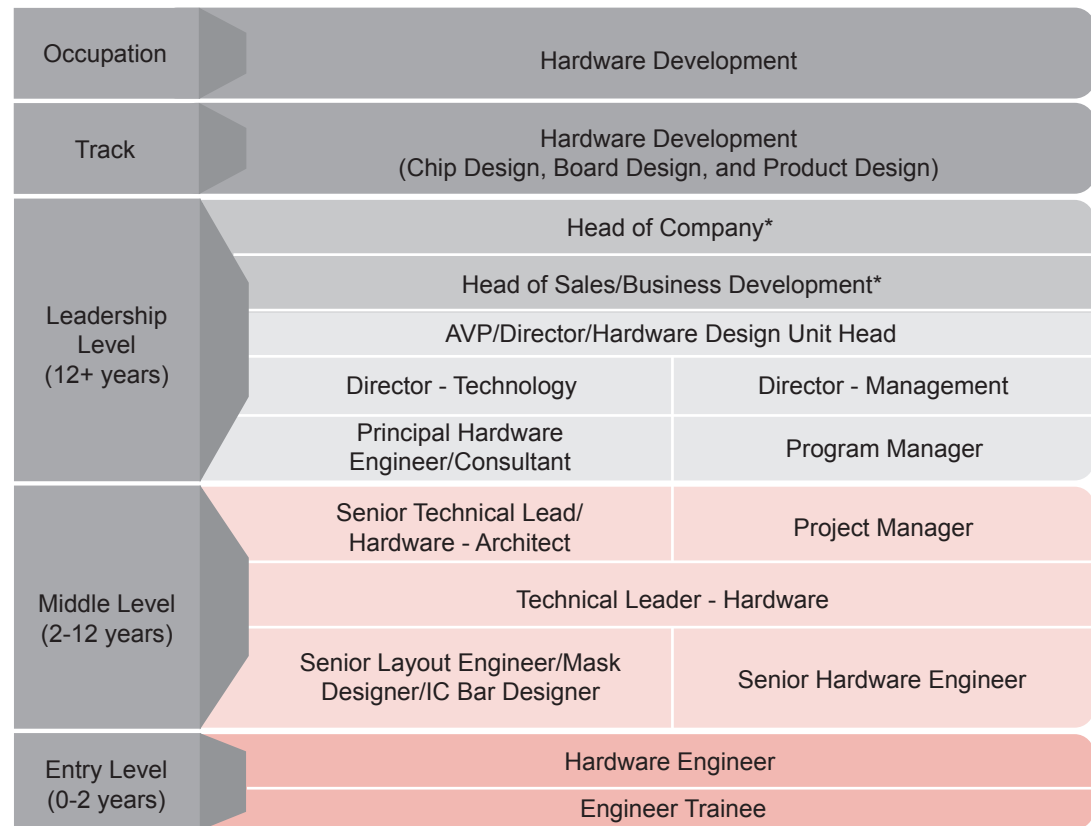 Occupation
Hardware Development
Track
Hardware Development
(Chip Design, Board Design, and Product Design)
Leadership
Level
(12+ years)
Head of Company*
Head of Sales/Business Development*
AVP/Director/Hardware Design Unit Head
Director - Technology
Director - Management
Principal Hardware
Engineer/Consultant
Program Manager
Middle Level
(2-12 years)
Senior Technical Lead/
Hardware - Architect
Project Manager
Technical Leader - Hardware
Senior Layout Engineer/Mask
Designer/IC Bar Designer
Senior Hardware Engineer
Entry Level
(0-2 years)
Hardware Engineer
Engineer Trainee